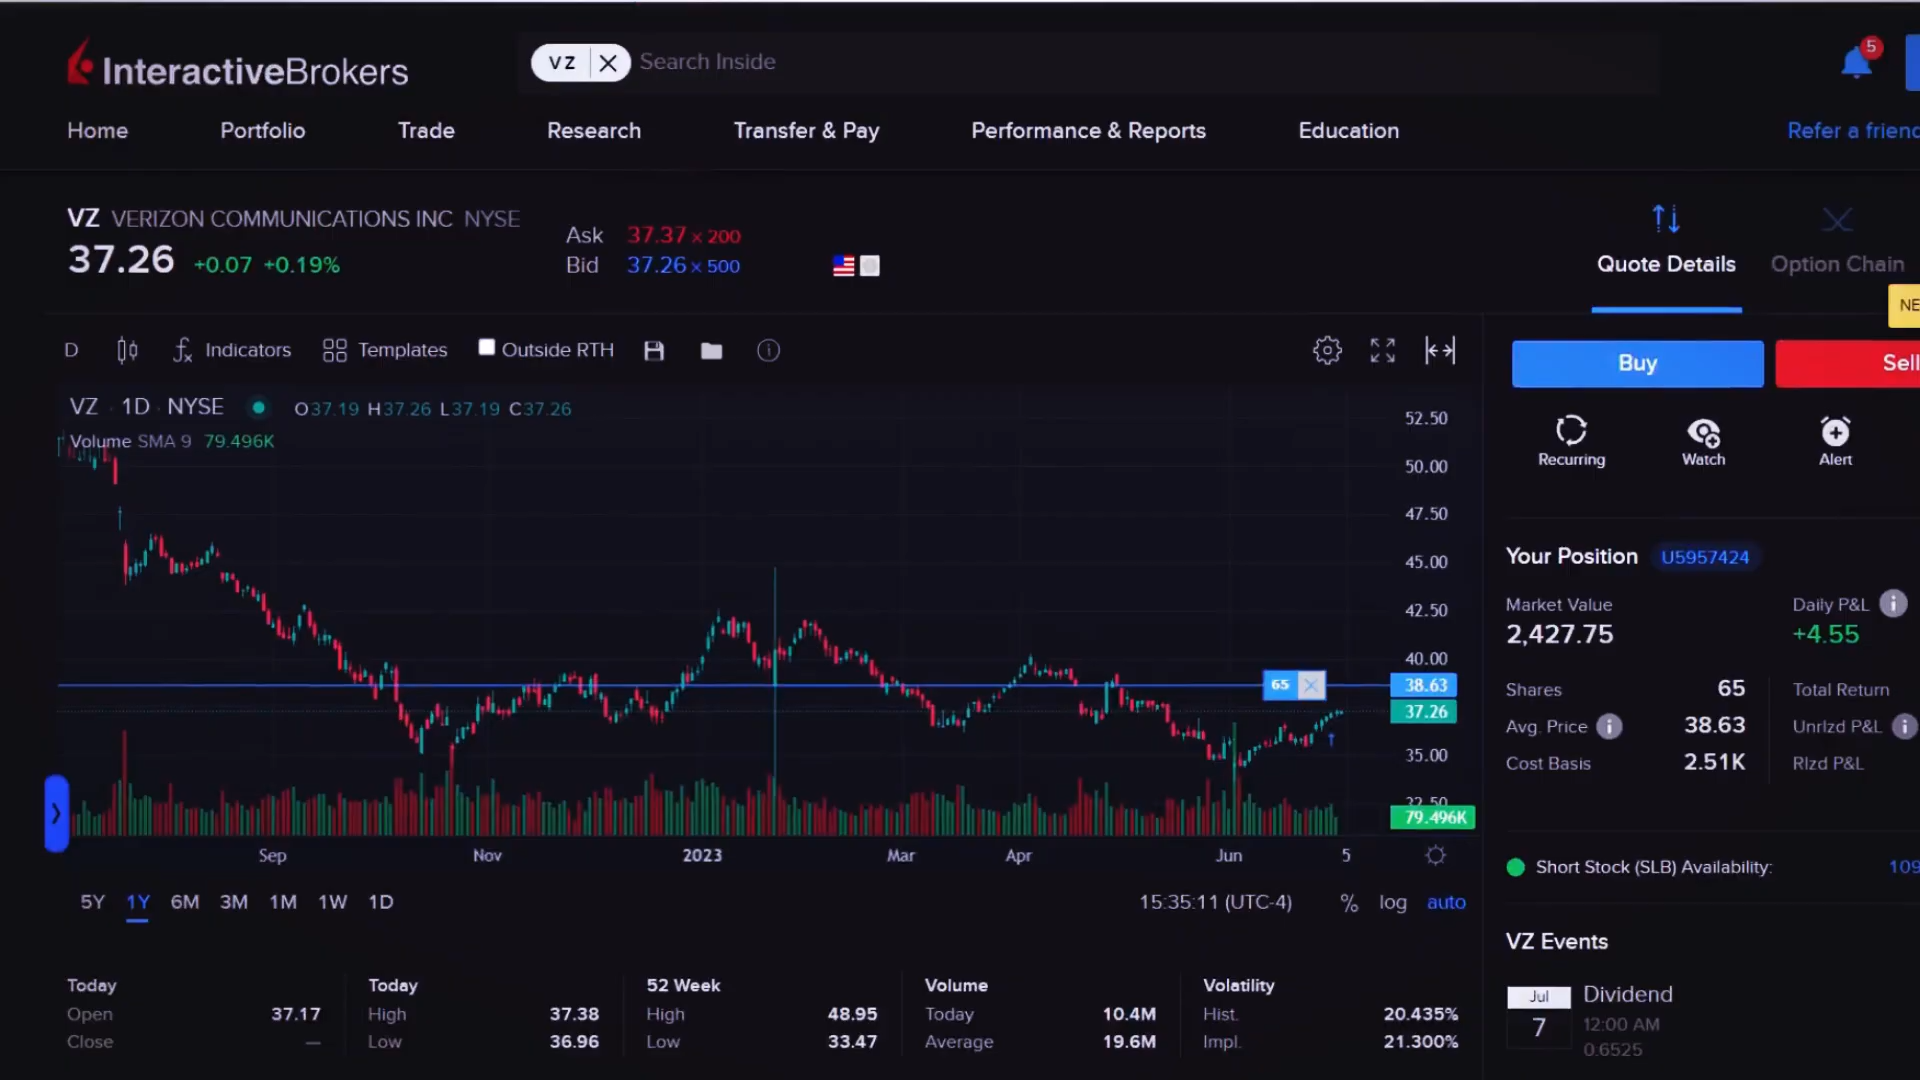 InteractiveBrokers
VZ Search Inside
5
Home Portfolio Trade Research Transfer & Pay Performance & Reports Education
Refer a friend
VZ VERIZON COMMUNICATIONS INC NYSE
37.26 +0.07 +0.19%
Ask 37.37 × 200
Bid 37.26 × 500
Quote Details Option Chain
NE
D Indicators Templates Outside RTH
Buy Sell
VZ · 1D · NYSE O37.19 H37.26 L37.19 C37.26
Volume SMA 9 79.496K
Recurring Watch Alert
52.50
50.00
47.50
45.00
42.50
40.00
65 38.63
37.26
35.00
32.50
79.496K
Sep Nov 2023 Mar Apr Jun 5
5Y 1Y 6M 3M 1M 1W 1D
15:35:11 (UTC-4) % log auto
Your Position U5957424
Market Value Daily P&L
2,427.75 +4.55
Shares 65 Total Return
Avg. Price 38.63 Unrlzd P&L
Cost Basis 2.51K Rlzd P&L
Short Stock (SLB) Availability: 109
VZ Events
Jul
7
Dividend
12:00 AM
0.6525
Today Today 52 Week Volume Volatility
Open 37.17 High 37.38 High 48.95 Today 10.4M Hist. 20.435%
Close — Low 36.96 Low 33.47 Average 19.6M Impl. 21.300%